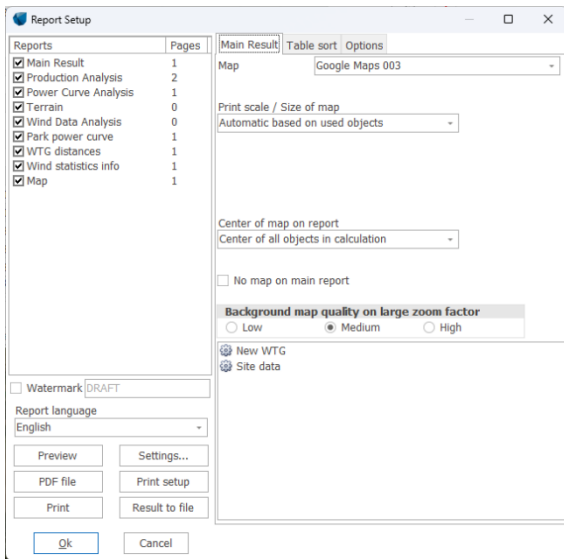 Report Setup
Reports Pages
Main Result 1
Production Analysis 2
Power Curve Analysis 1
Terrain 0
Wind Data Analysis 0
Park power curve 1
WTG distances 1
Wind statistics info 1
Map 1
Watermark DRAFT
Report language
English
Preview Settings...
PDF file Print setup
Print Result to file
Ok Cancel
Main Result Table sort Options
Map Google Maps 003
Print scale / Size of map
Automatic based on used objects
Center of map on report
Center of all objects in calculation
No map on main report
Background map quality on large zoom factor
Low Medium High
New WTG
Site data